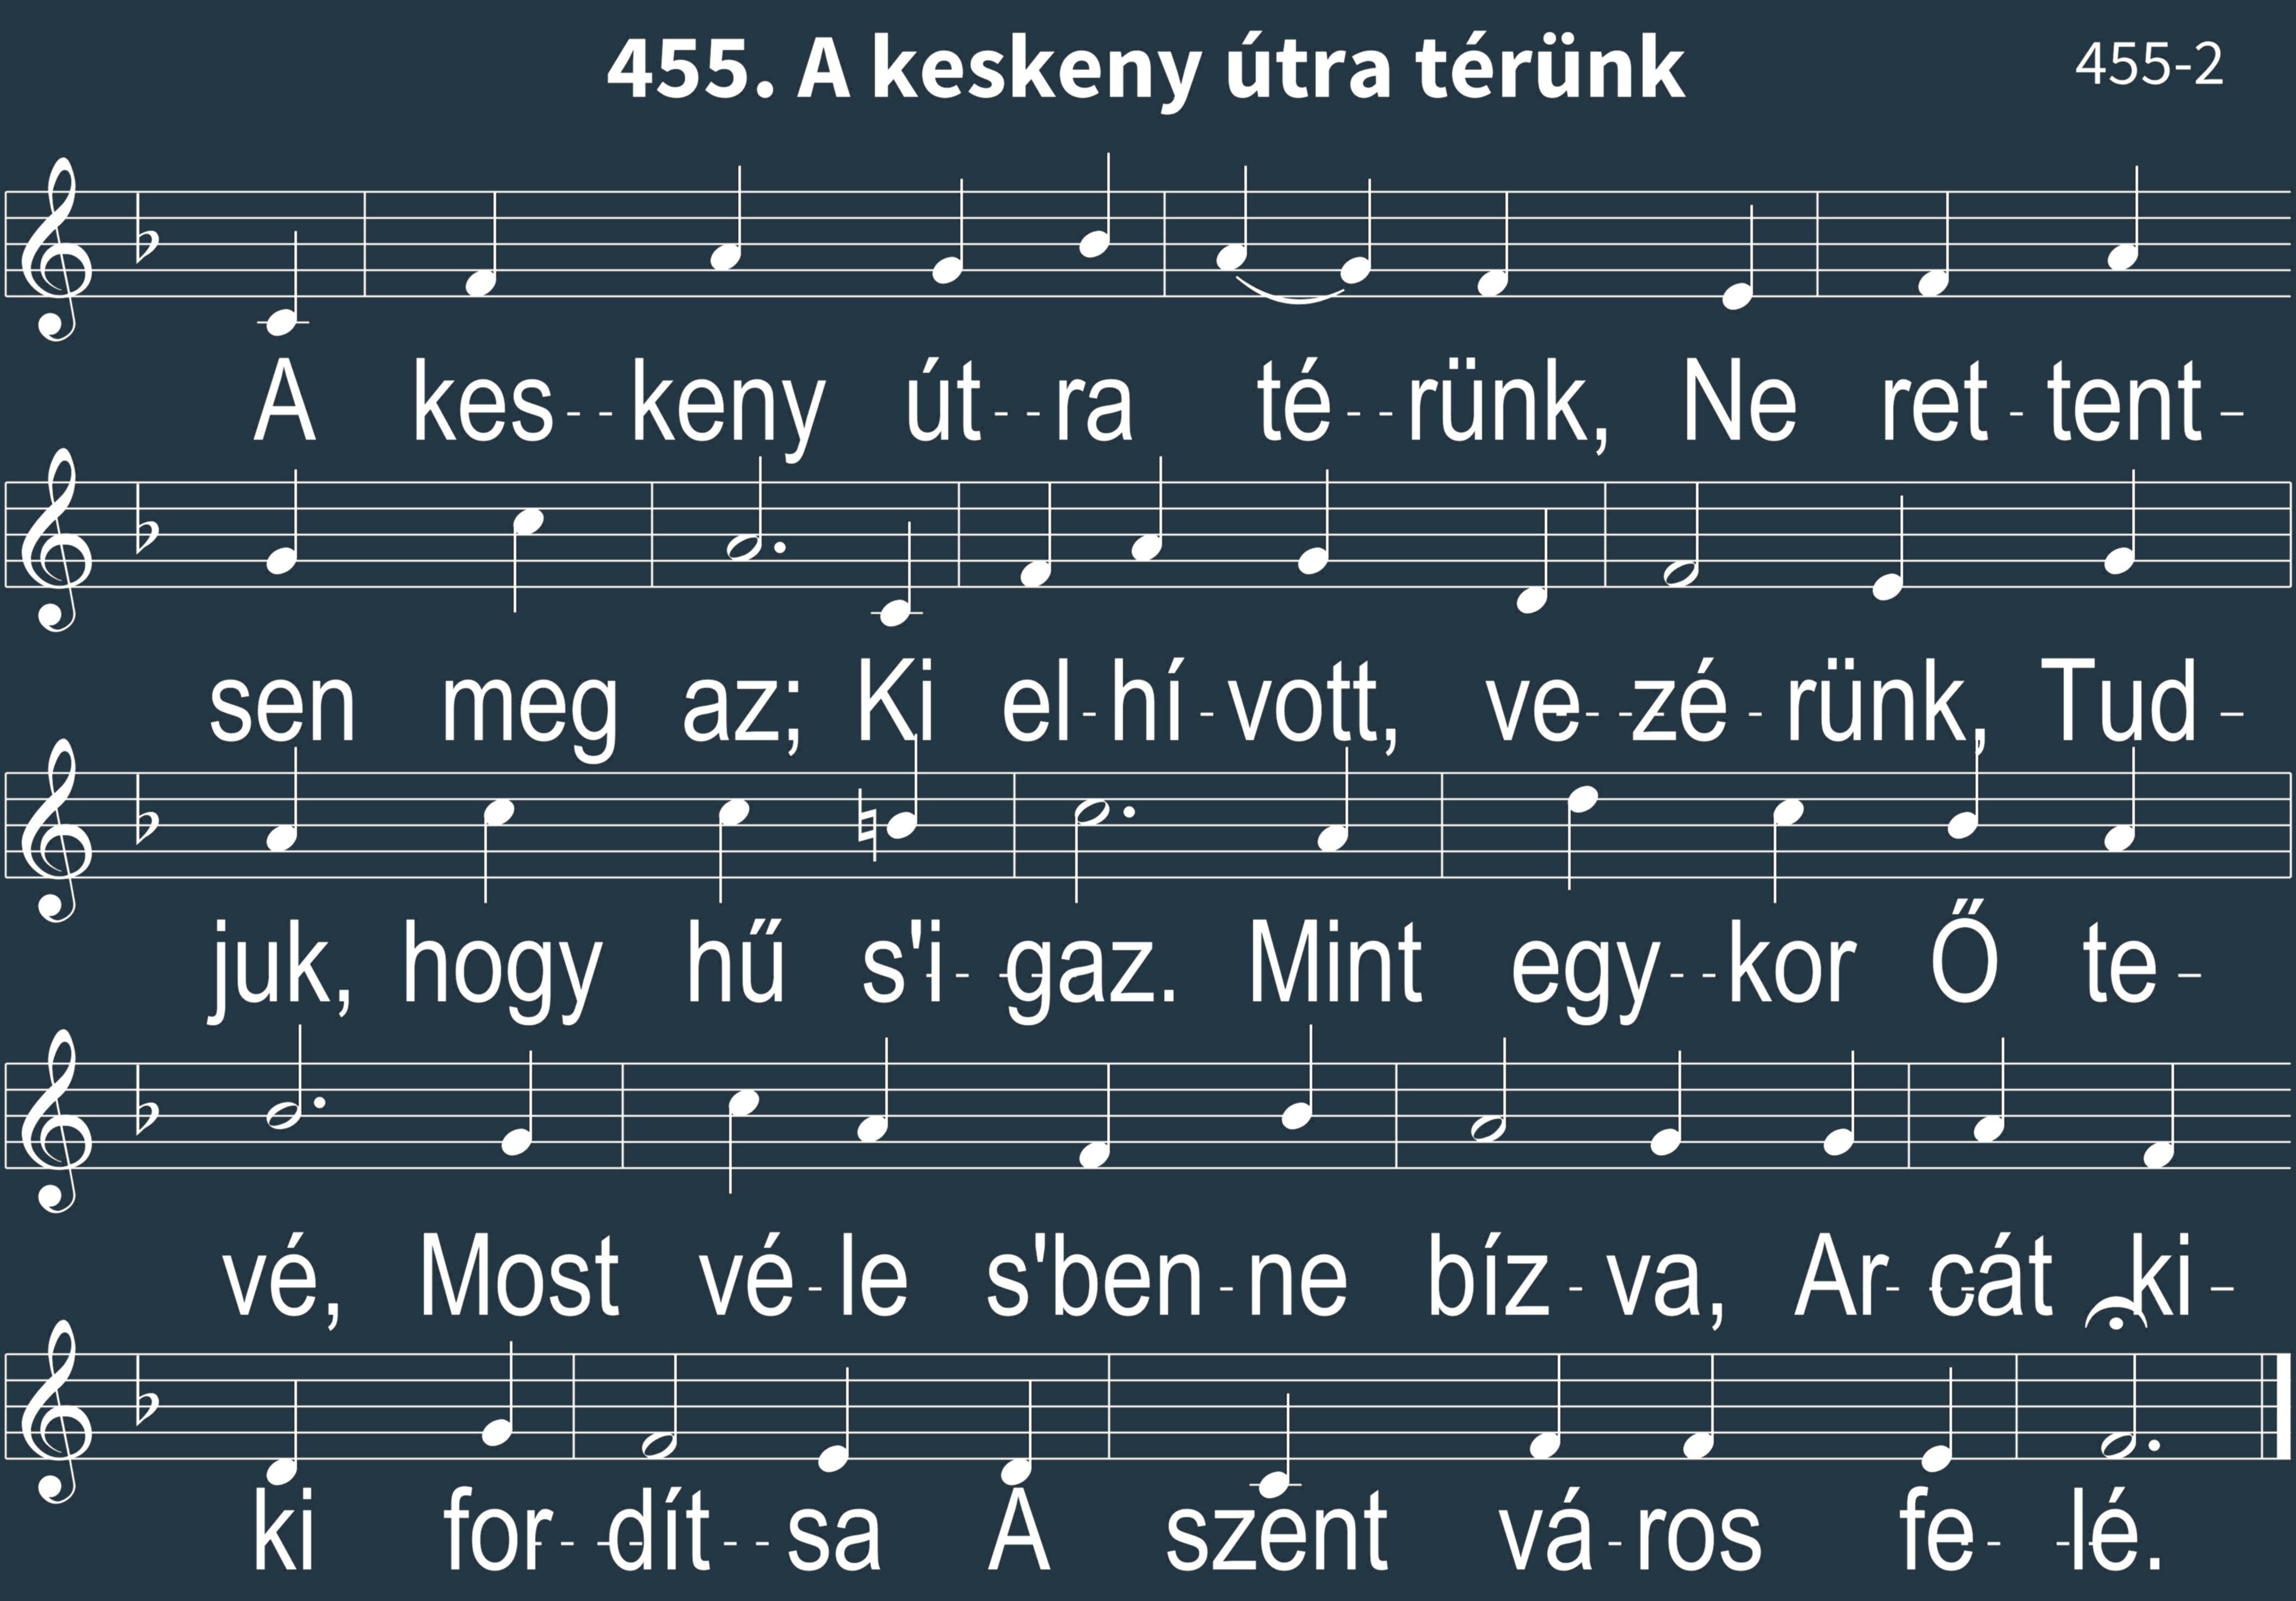 455. A keskeny útra térünk 455-2
A kes--keny út--ra té--rünk, Ne ret-tent-
sen meg az; Ki el-hí-vott, ve--zé-rünk, Tud-
juk, hogy hű s'i--gaz. Mint egy--kor Ő te-
vé, Most vé-le s'ben-ne bíz-va, Ar--cát ki-
ki for--dít--sa A szent vá-ros fe--lé.